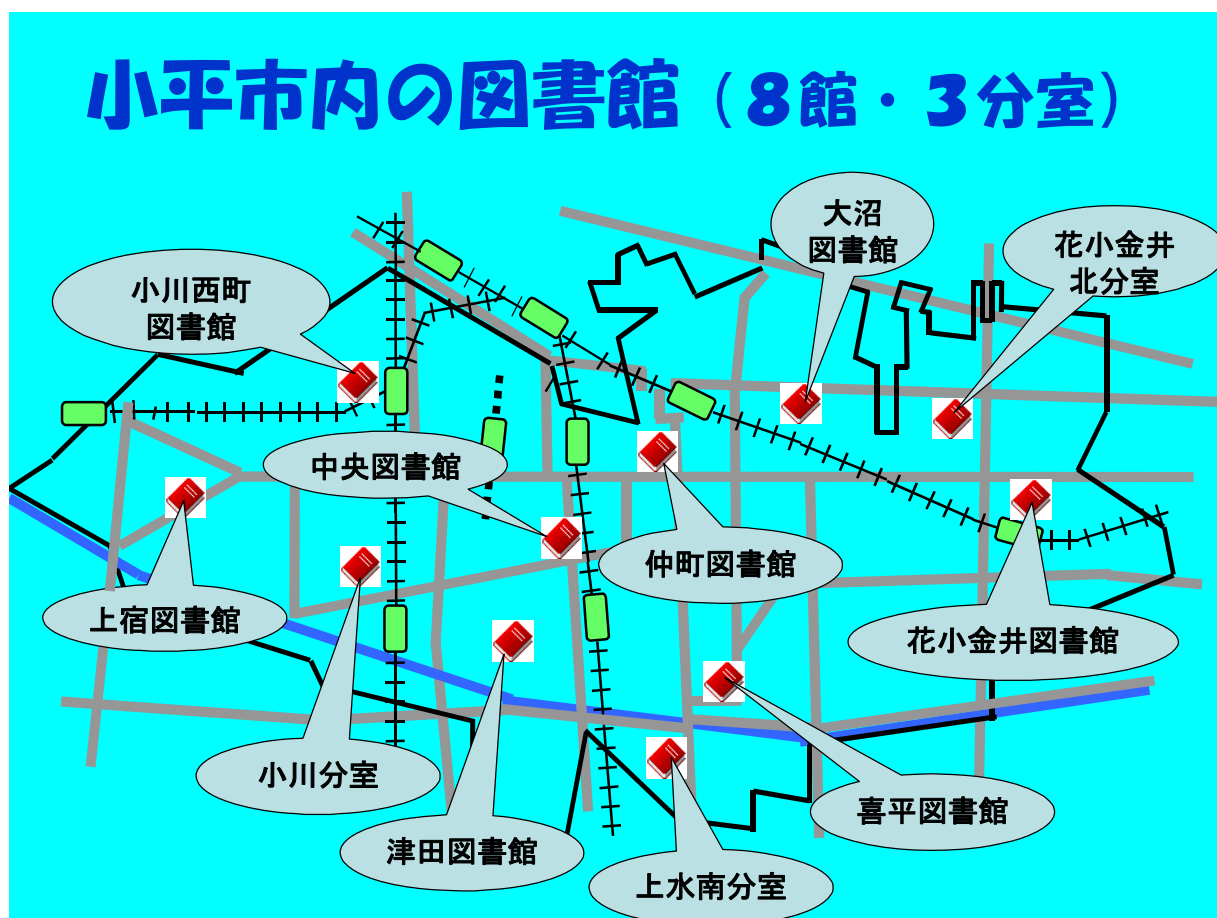 小平市内の図書館（８館・３分室）
大沼
図書館
花小金井
北分室
小川西町
図書館
中央図書館
仲町図書館
上宿図書館
花小金井図書館
小川分室
喜平図書館
津田図書館
上水南分室